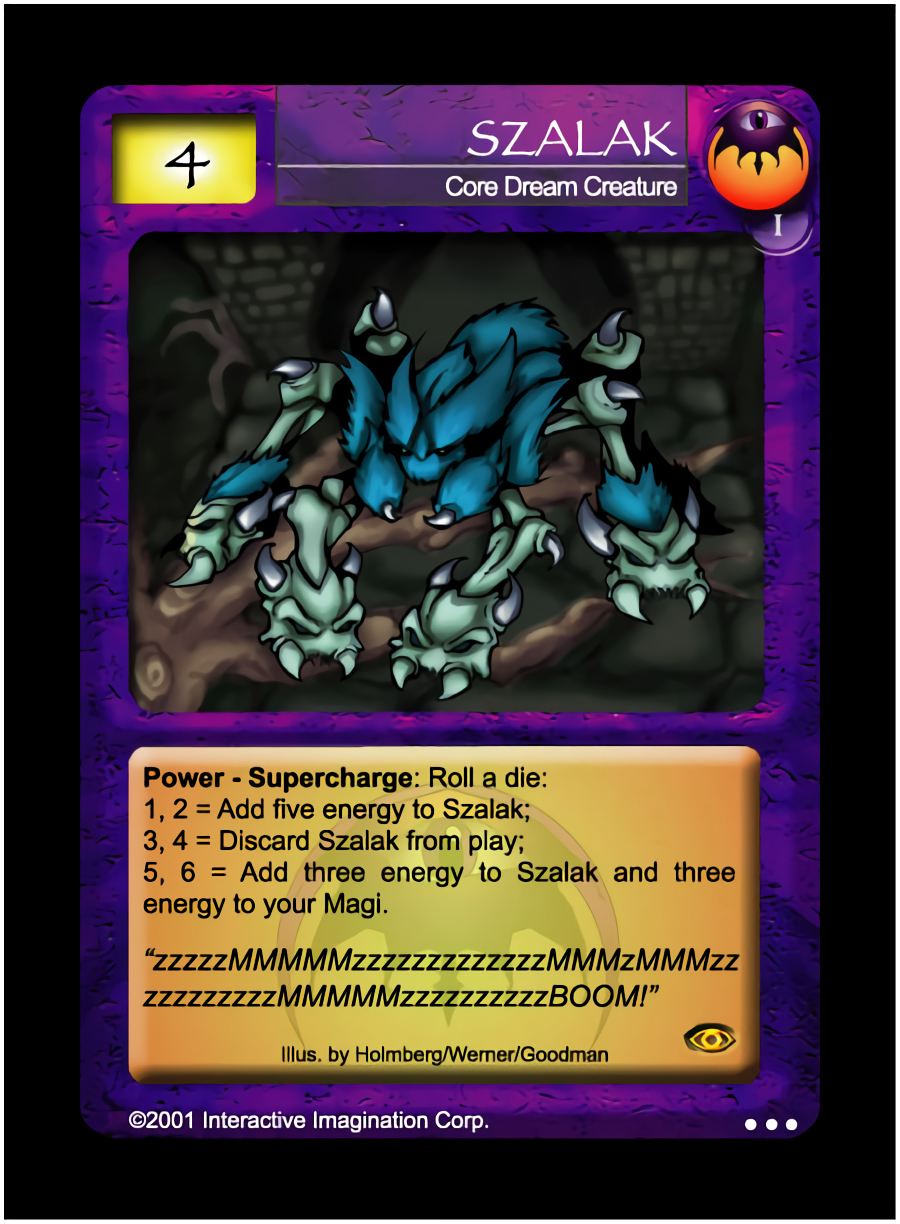 4
SZALAK
Core Dream Creature
I
Power - Supercharge: Roll a die:
1, 2 = Add five energy to Szalak;
3, 4 = Discard Szalak from play;
5, 6 = Add three energy to Szalak and three
energy to your Magi.
“zzzzzMMMMMzzzzzzzzzzzzzMMMzMMMzz
zzzzzzzzzMMMMMzzzzzzzzzzBOOM!”
Illus. by Holmberg/Werner/Goodman
©2001 Interactive Imagination Corp.